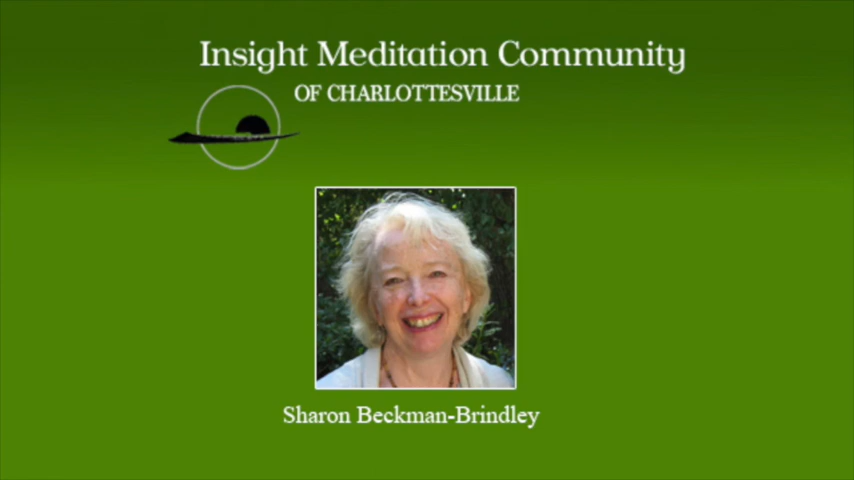 Insight Meditation Community
OF CHARLOTTESVILLE
Sharon Beckman-Brindley